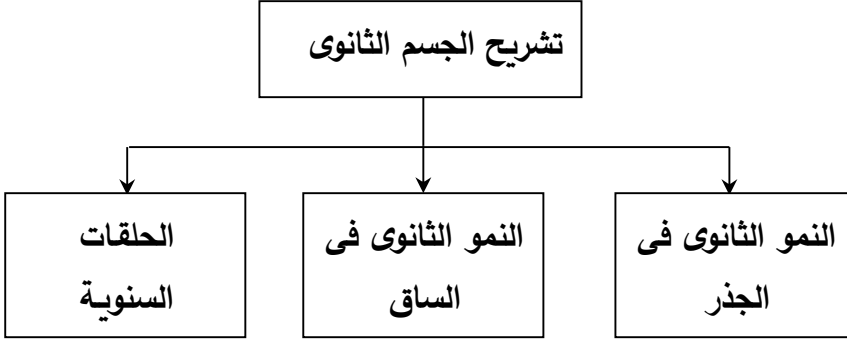 تشريح الجسم الثانوى
النمو الثانوى فى
الجذر
النمو الثانوى فى
الساق
الحلقات
السنوية